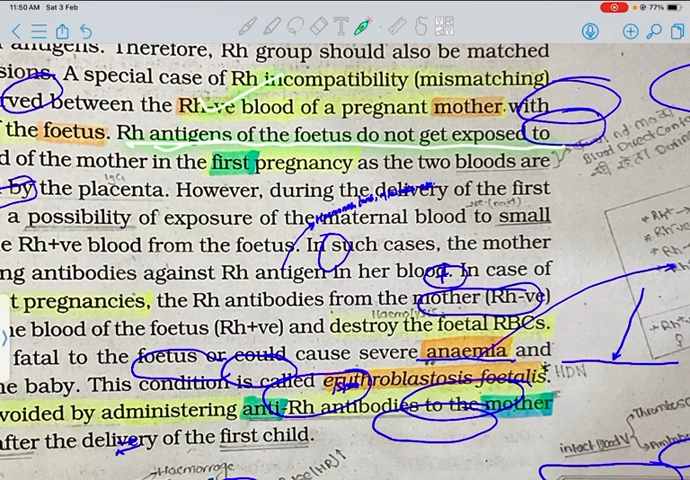 11:50 AM Sat 3 Feb
77%
antigens. Therefore, Rh group should also be matched
sions. A special case of Rh incompatibility (mismatching)
rved between the Rh-ve blood of a pregnant mother with
the foetus. Rh antigens of the foetus do not get exposed to
d of the mother in the first pregnancy as the two bloods are
by the placenta. However, during the delivery of the first
a possibility of exposure of the maternal blood to small
e Rh+ve blood from the foetus. In such cases, the mother
ng antibodies against Rh antigen in her blood. In case of
t pregnancies, the Rh antibodies from the mother (Rh-ve)
Haemolysis
he blood of the foetus (Rh+ve) and destroy the foetal RBCs.
fatal to the foetus or could cause severe anaemia and
he baby. This condition is called erythroblastosis foetalis.
HDN
voided by administering anti-Rh antibodies to the mother
after the delivery of the first child.
Haemorrage
Blood Direct
intact Blood V
Thrombos